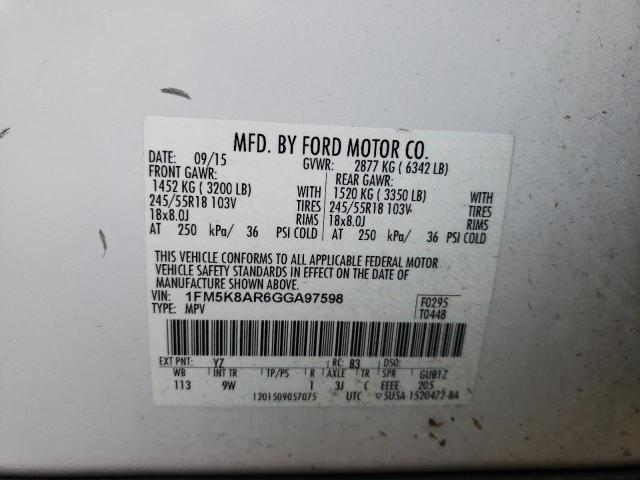 MFD. BY FORD MOTOR CO.
DATE: 09/15 GVWR: 2877 KG ( 6342 LB)
FRONT GAWR: REAR GAWR:
1452 KG ( 3200 LB) WITH 1520 KG ( 3350 LB) WITH
245/55R18 103V TIRES 245/55R18 103V TIRES
18x8.0J RIMS 18x8.0J RIMS
AT 250 kPa/ 36 PSI COLD AT 250 kPa/ 36 PSI COLD
THIS VEHICLE CONFORMS TO ALL APPLICABLE FEDERAL MOTOR
VEHICLE SAFETY STANDARDS IN EFFECT ON THE DATE OF
MANUFACTURE SHOWN ABOVE.
VIN: 1FM5K8AR6GGA97598 F0295
TYPE: MPV T0448
EXT PNT: YZ RC: 83 DSO:
WB INT TR TP/PS R AXLE TR SPR GUB1Z
113 9W 1 3J C EEEE 205
1201509057075 UTC ▽5U5A-1520472-BA